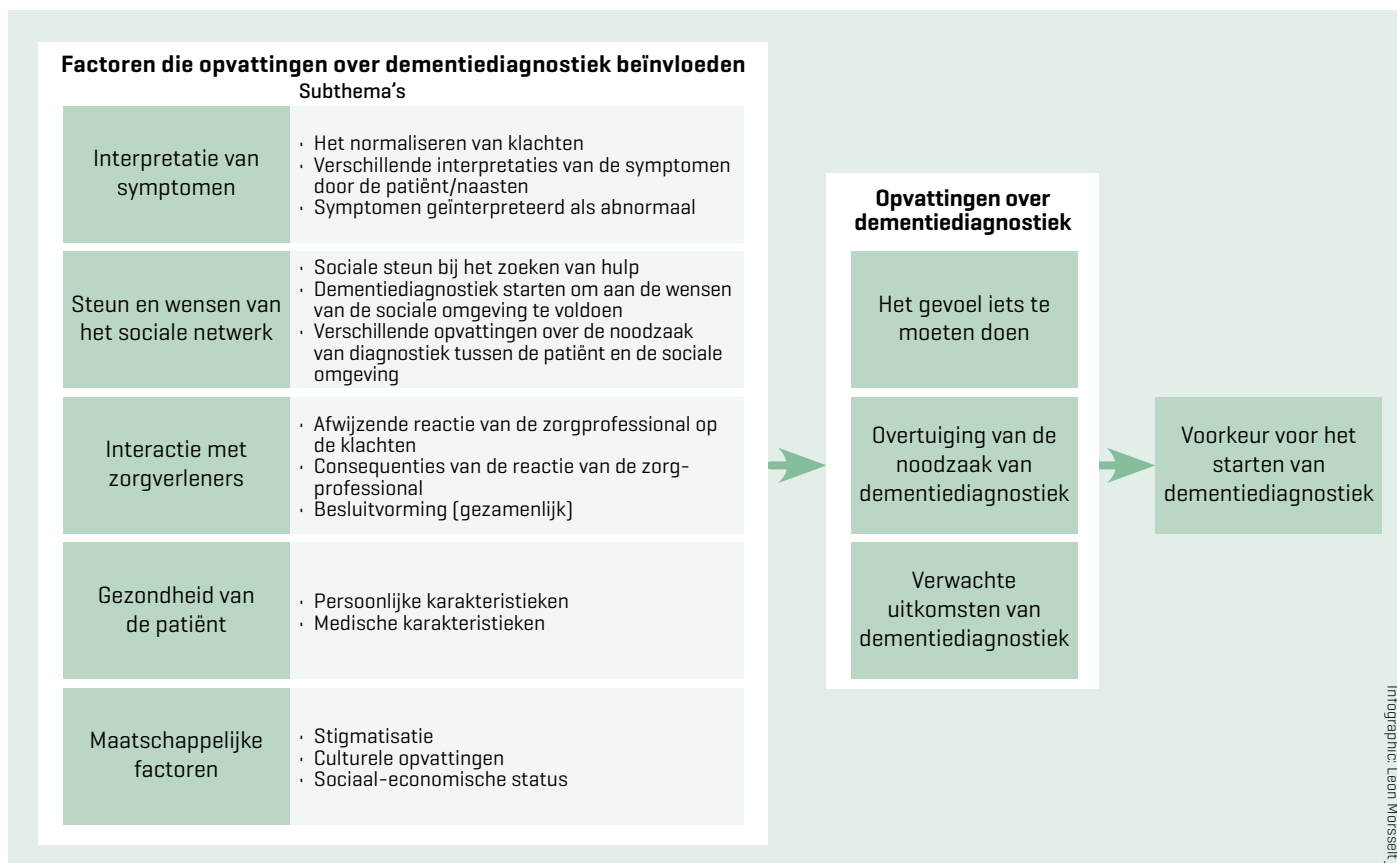 Factoren die opvattingen over dementiediagnostiek beïnvloeden
Subthema's
Interpretatie van
symptomen
· Het normaliseren van klachten
· Verschillende interpretaties van de symptomen
door de patiënt/naasten
· Symptomen geïnterpreteerd als abnormaal
Steun en wensen van
het sociale netwerk
· Sociale steun bij het zoeken van hulp
· Dementiediagnostiek starten om aan de wensen
van de sociale omgeving te voldoen
· Verschillende opvattingen over de noodzaak
van diagnostiek tussen de patiënt en de sociale
omgeving
Interactie met
zorgverleners
· Afwijzende reactie van de zorgprofessional op
de klachten
· Consequenties van de reactie van de zorg-
professional
· Besluitvorming (gezamenlijk)
Gezondheid van
de patiënt
· Persoonlijke karakteristieken
· Medische karakteristieken
Maatschappelijke
factoren
· Stigmatisatie
· Culturele opvattingen
· Sociaal-economische status
Opvattingen over
dementiediagnostiek
Het gevoel iets te
moeten doen
Overtuiging van de
noodzaak van
dementiediagnostiek
Verwachte
uitkomsten van
dementiediagnostiek
Voorkeur voor het
starten van
dementiediagnostiek
Infographic: Leon Morsselt